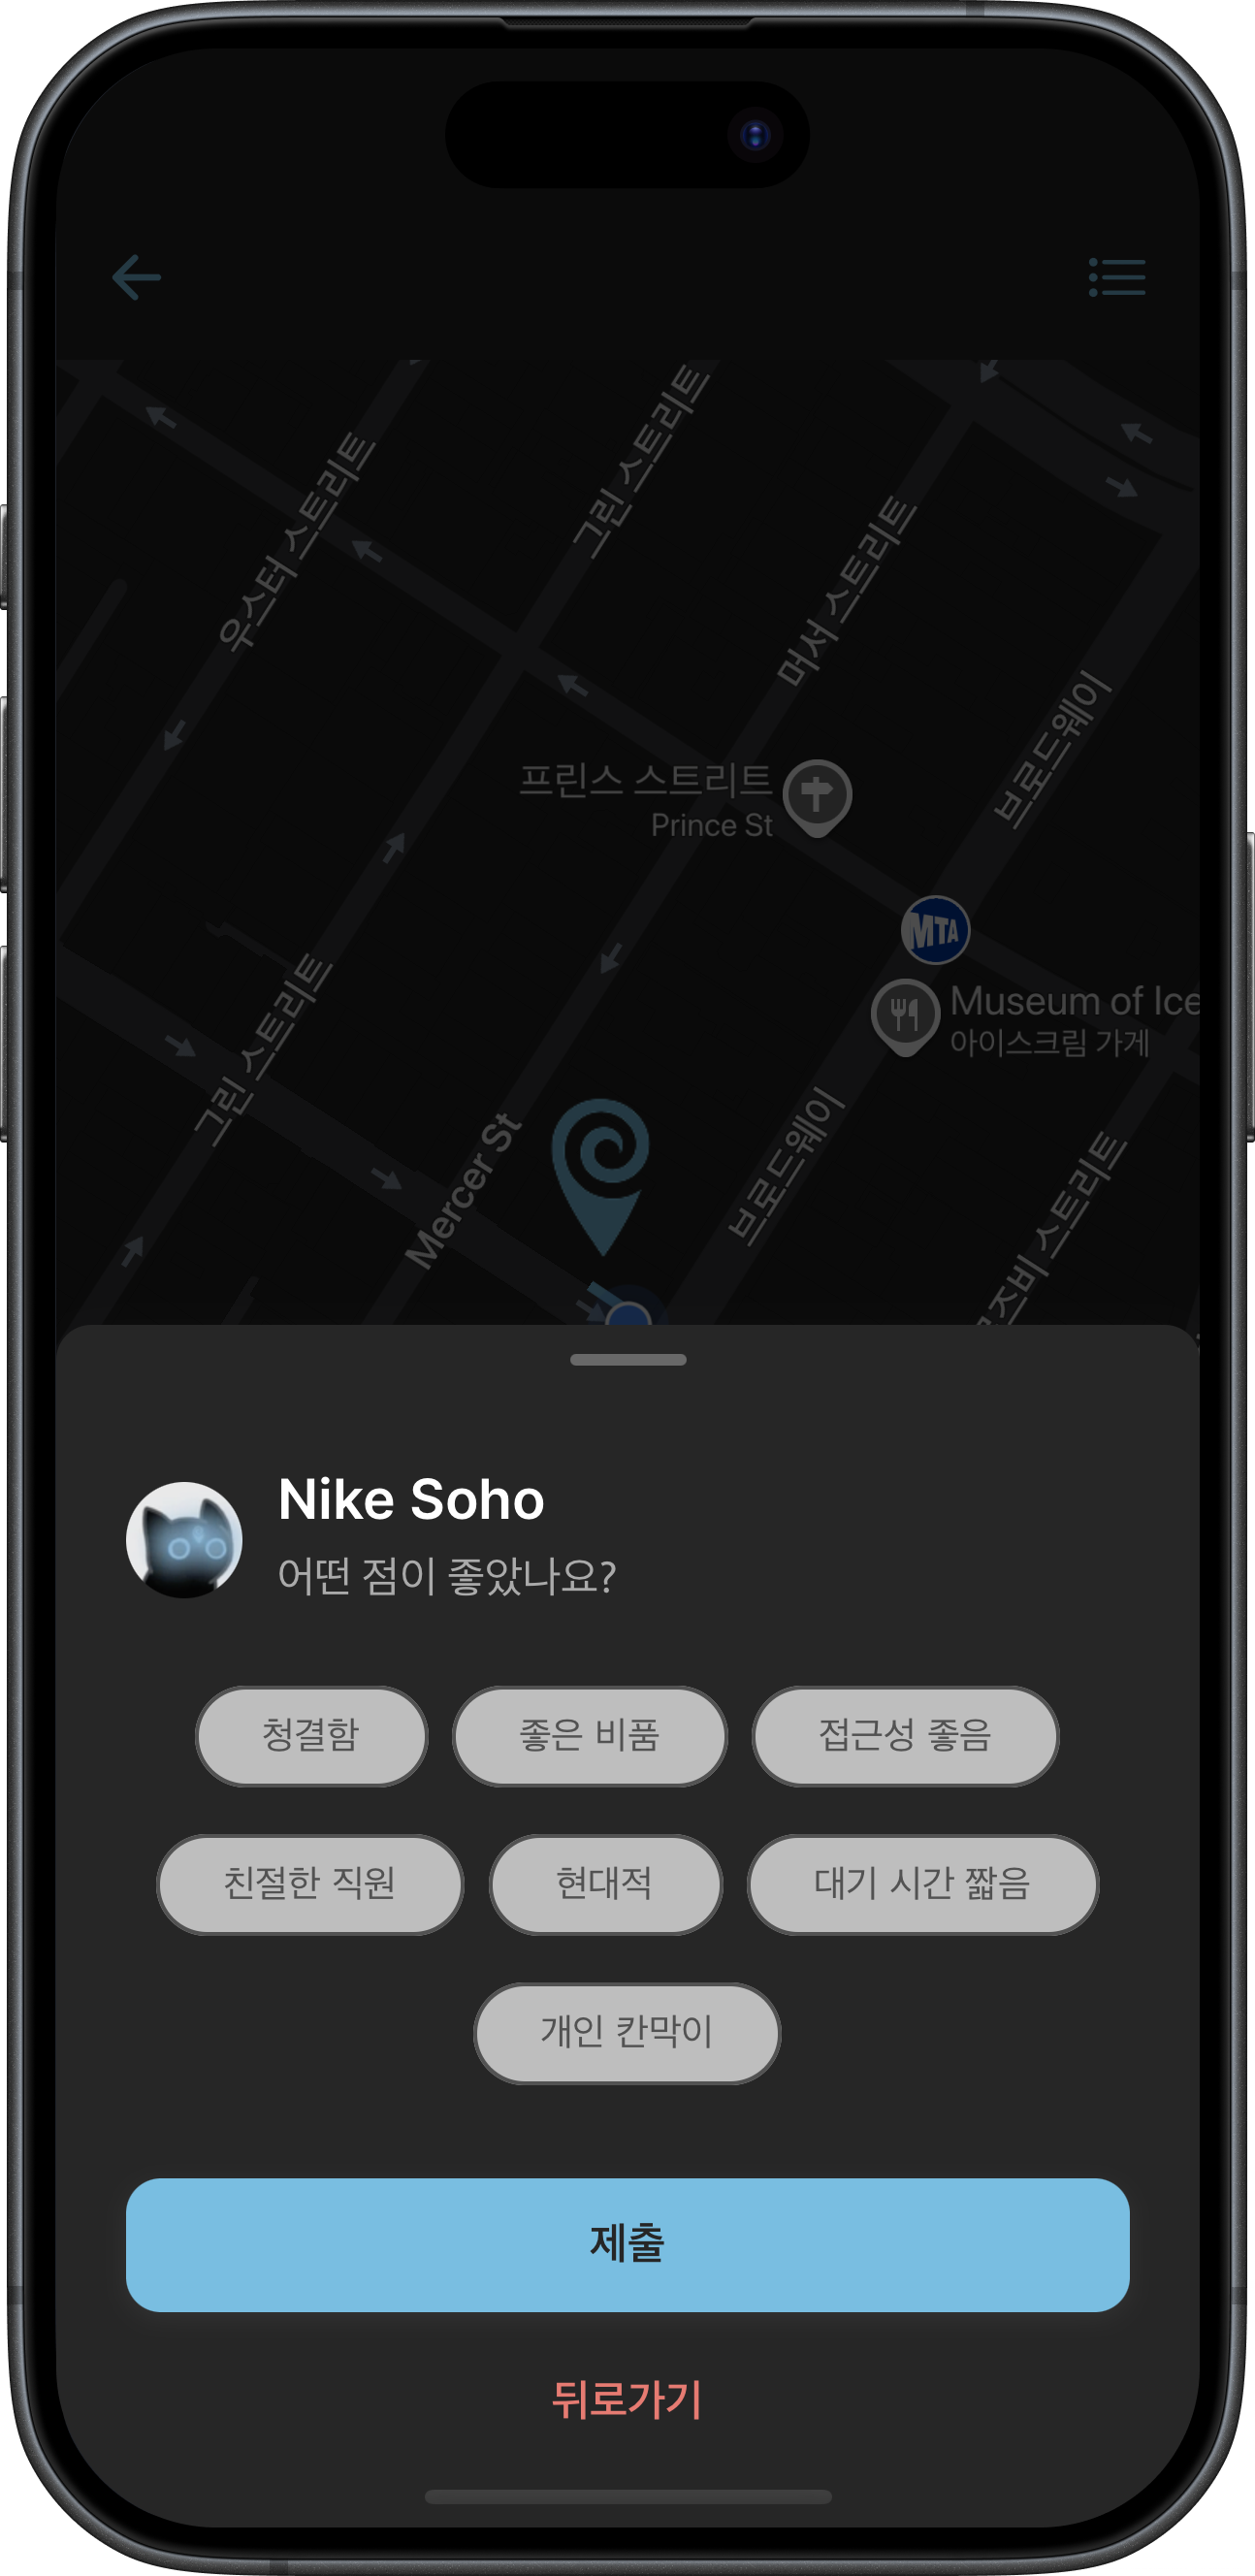 우스터 스트리트
그린 스트리트
머서 스트리트
브로드웨이
프린스 스트리트
Prince St
MTA
Museum of Ice
아이스크림 가게
그린 스트리트
Mercer St
브로드웨이
즈비 스트리트
Nike Soho
어떤 점이 좋았나요?
청결함
좋은 비품
접근성 좋음
친절한 직원
현대적
대기 시간 짧음
개인 칸막이
제출
뒤로가기